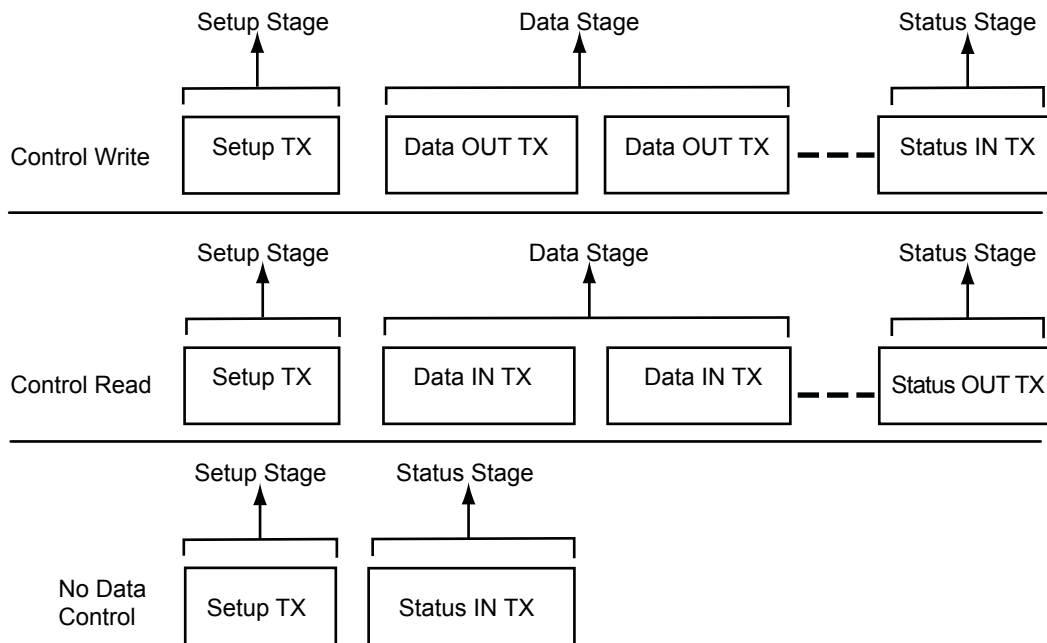 Setup Stage Data Stage Status Stage
Control Write Setup TX Data OUT TX Data OUT TX Status IN TX
Setup Stage Data Stage Status Stage
Control Read Setup TX Data IN TX Data IN TX Status OUT TX
Setup Stage Status Stage
No Data
Control Setup TX Status IN TX